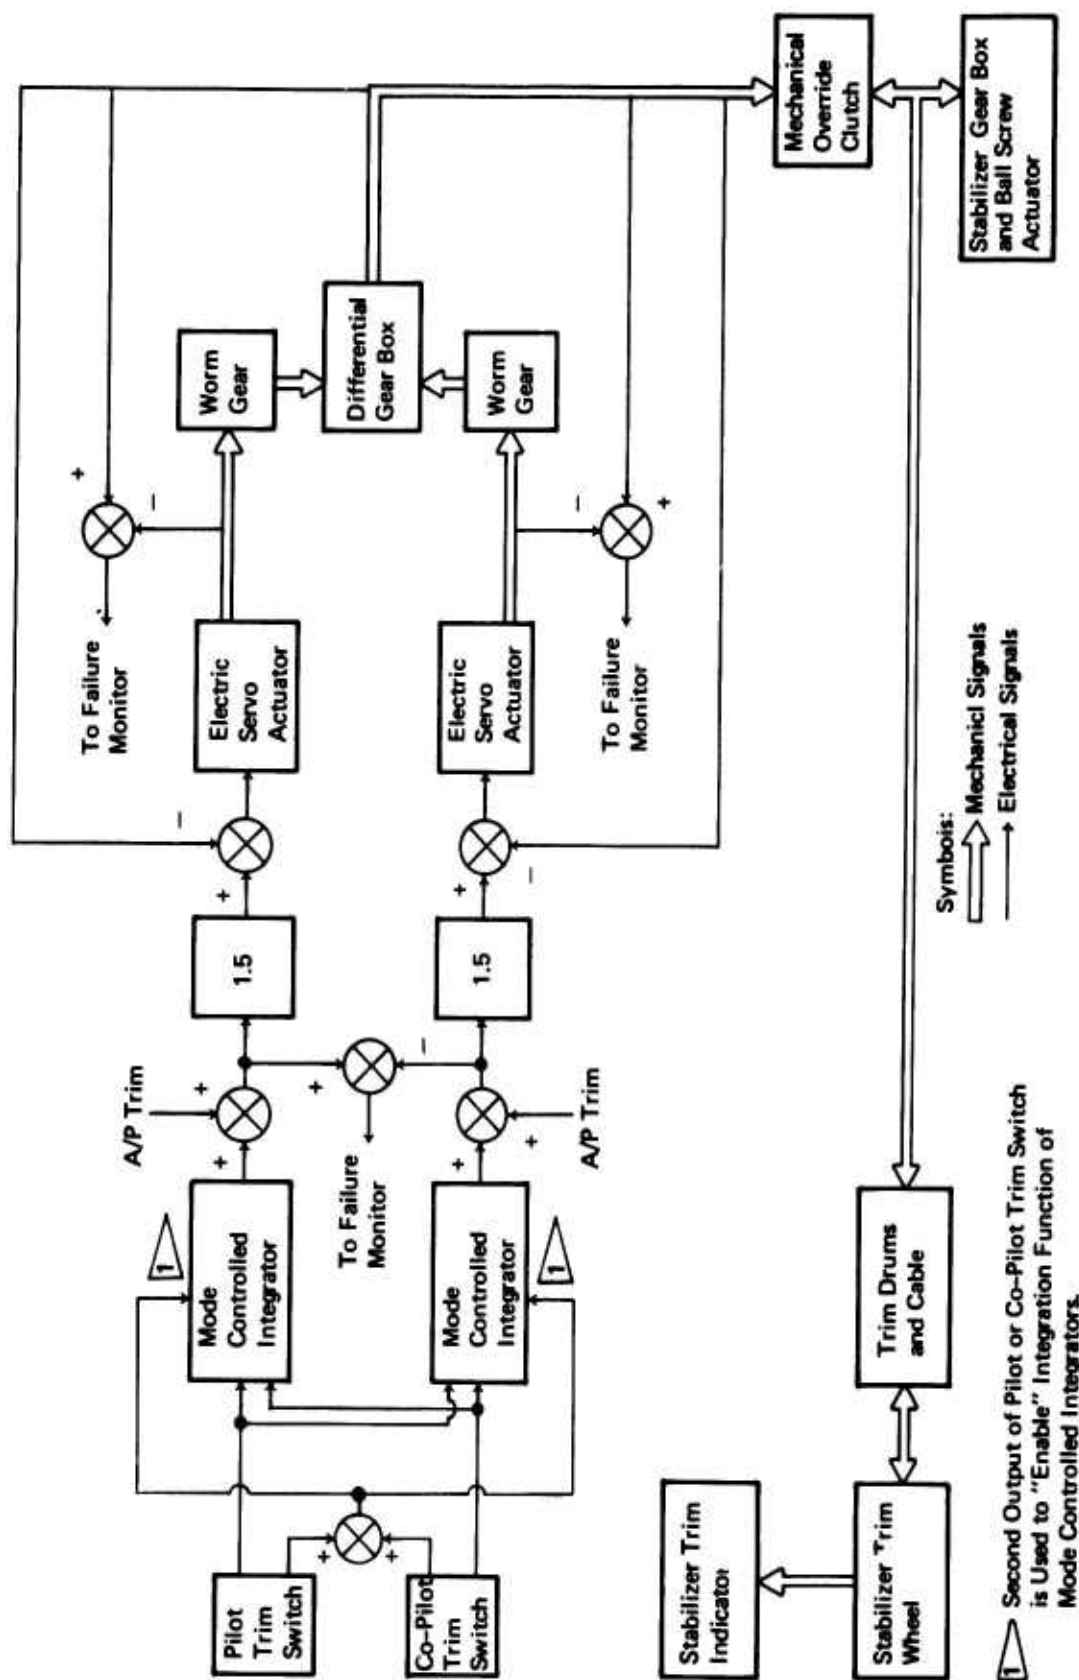 Pilot
Trim
Switch
Co-Pilot
Trim
Switch
+
+
Mode
Controlled
Integrator
1
Mode
Controlled
Integrator
1
A/P Trim
+
+
+
-
To Failure
Monitor
+
+
A/P Trim
1.5
1.5
+
-
+
-
Electric
Servo
Actuator
Electric
Servo
Actuator
To Failure
Monitor
To Failure
Monitor
+
-
-
+
Worm
Gear
Differential
Gear Box
Worm
Gear
Mechanical
Override
Clutch
Stabilizer Gear Box
and Ball Screw
Actuator
Stabilizer Trim
Indicator
Stabilizer Trim
Wheel
Trim Drums
and Cable
Symbois:
Mechanicl Signals
Electrical Signals
1 Second Output of Pilot or Co-Pilot Trim Switch
is Used to "Enable" Integration Function of
Mode Controlled Integrators.